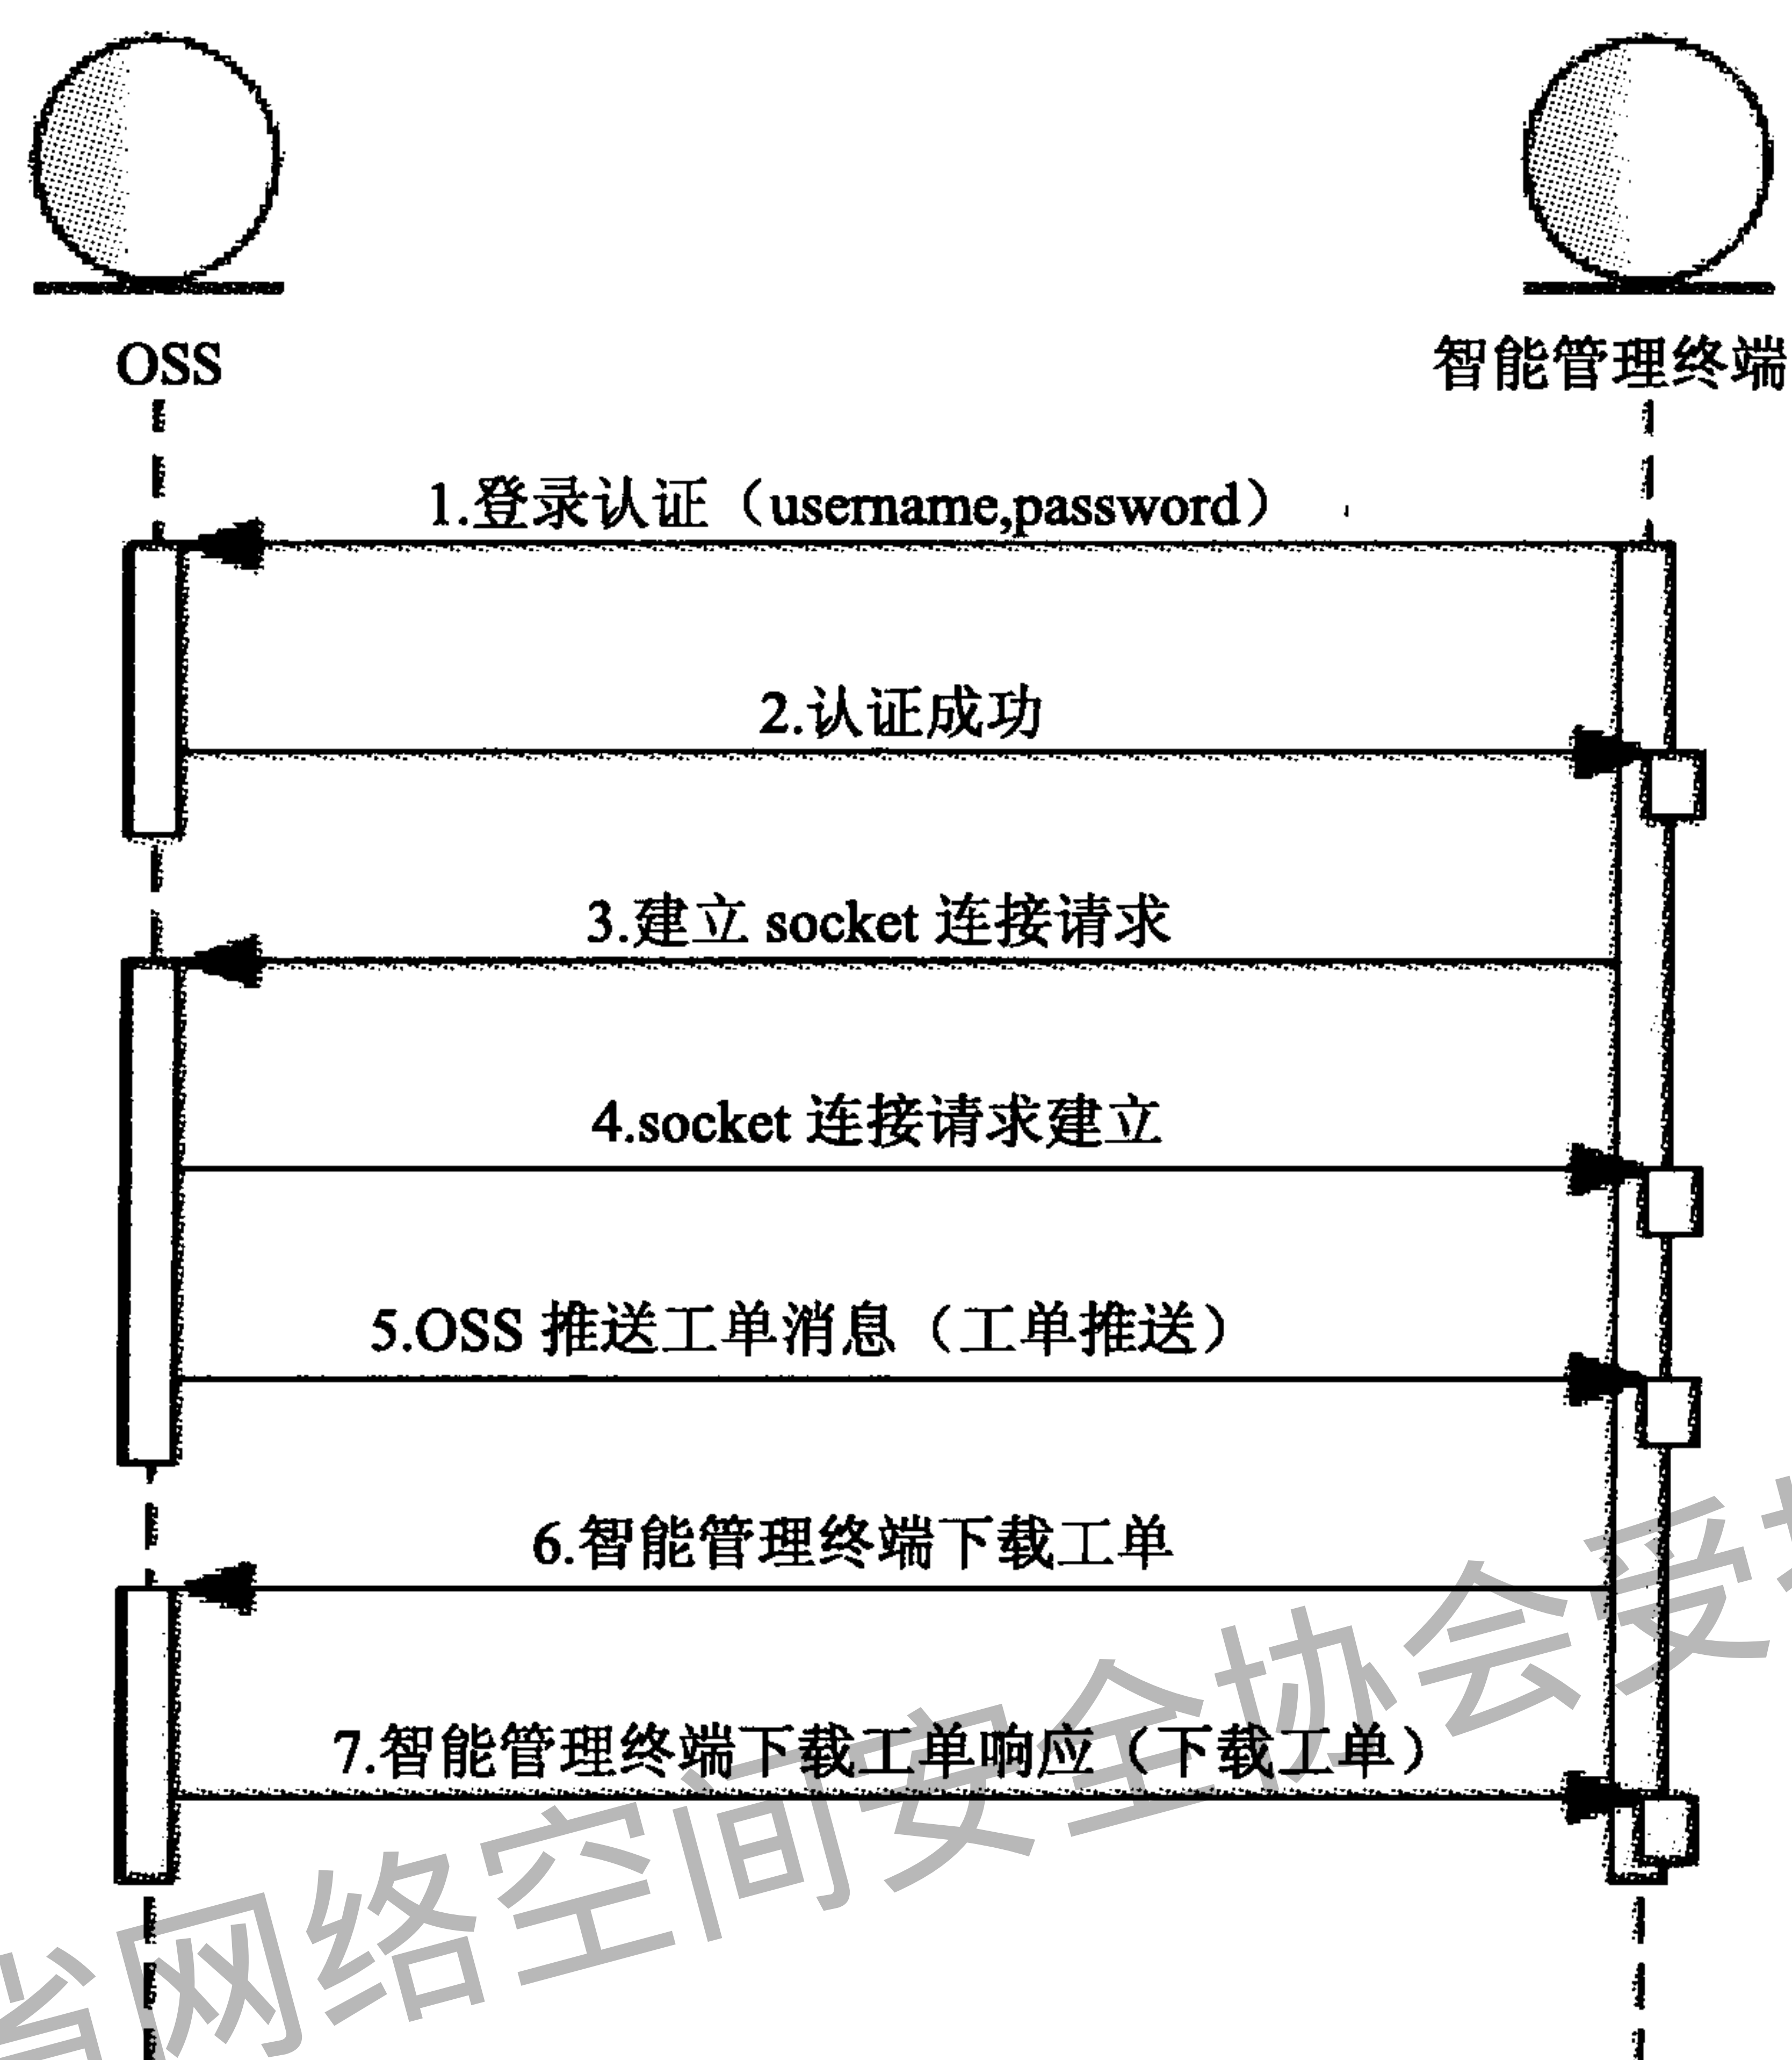 OSS
智能管理终端
1.登录认证（username,password）
2.认证成功
3.建立 socket 连接请求
4.socket 连接请求建立
5.OSS 推送工单消息（工单推送）
6.智能管理终端下载工单
7.智能管理终端下载工单响应（下载工单）
省网络空间安全协会受